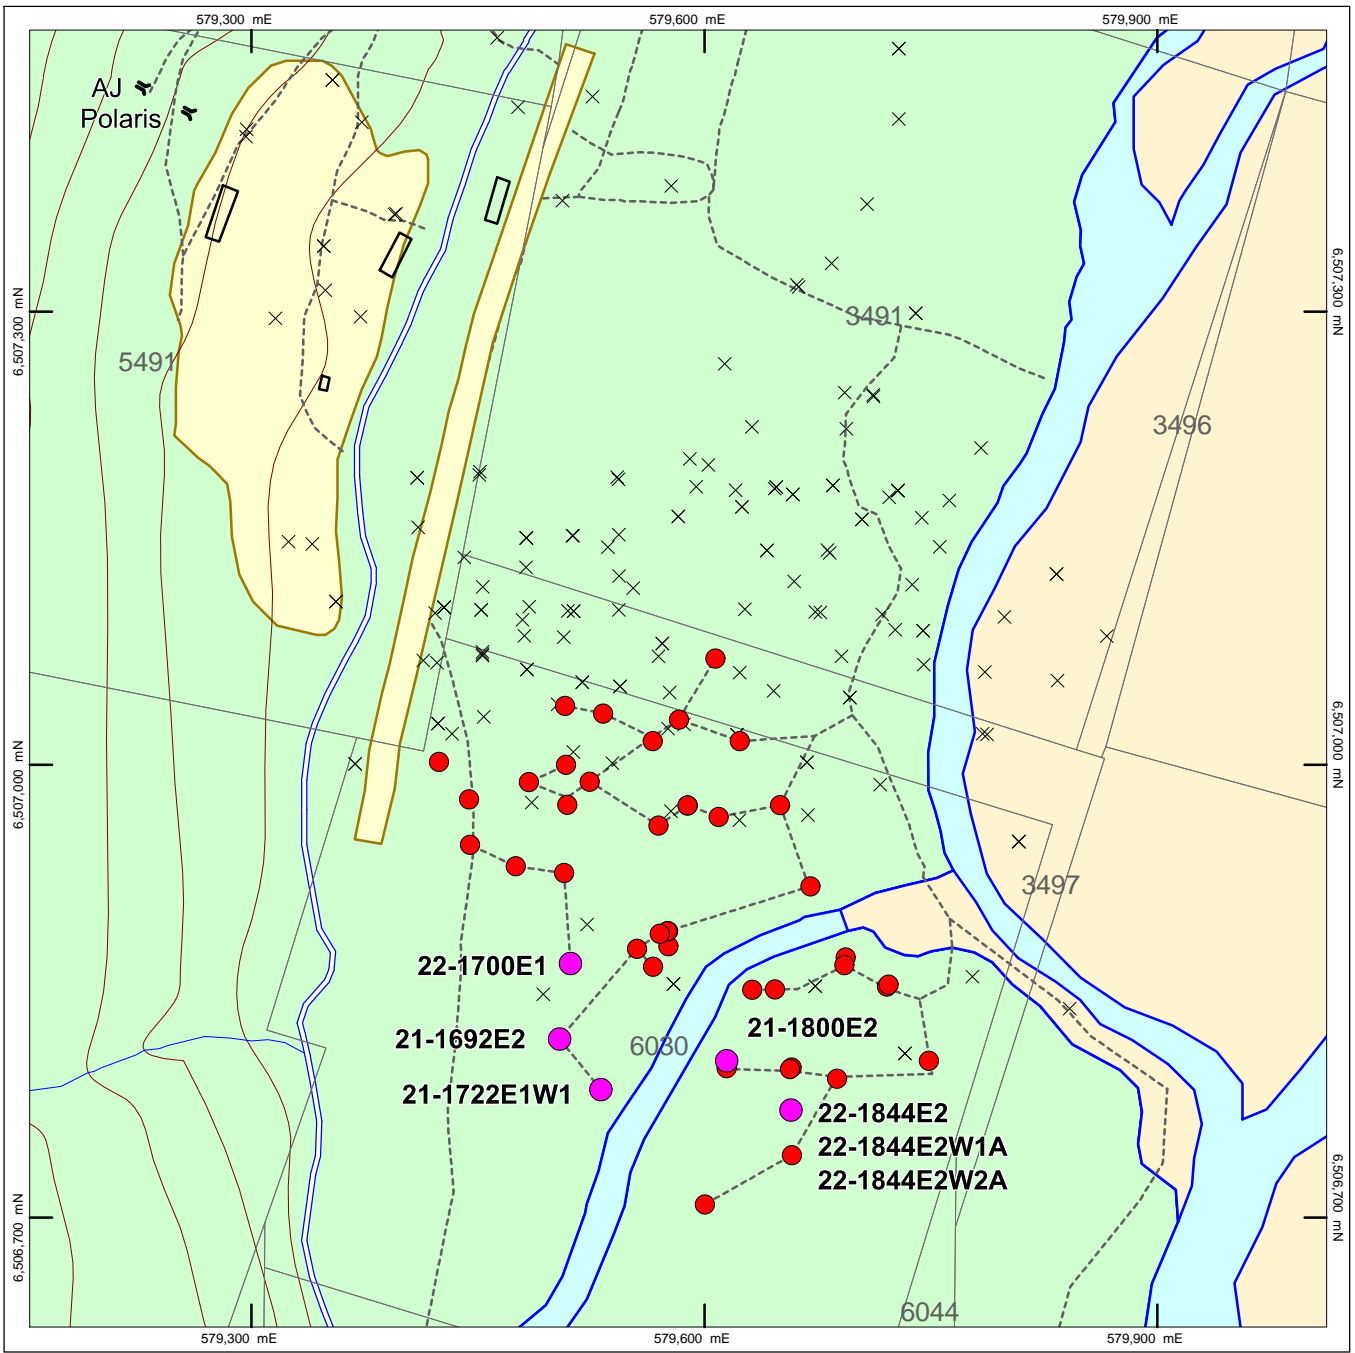 579,300 mE
579,600 mE
579,900 mE
AJ
Polaris
6,507,300 mN
6,507,300 mN
3491
5491
3496
6,507,000 mN
6,507,000 mN
3497
22-1700E1
21-1692E2
21-1800E2
6030
21-1722E1W1
22-1844E2
22-1844E2W1A
22-1844E2W2A
6,506,700 mN
6,506,700 mN
6044
579,300 mE
579,600 mE
579,900 mE